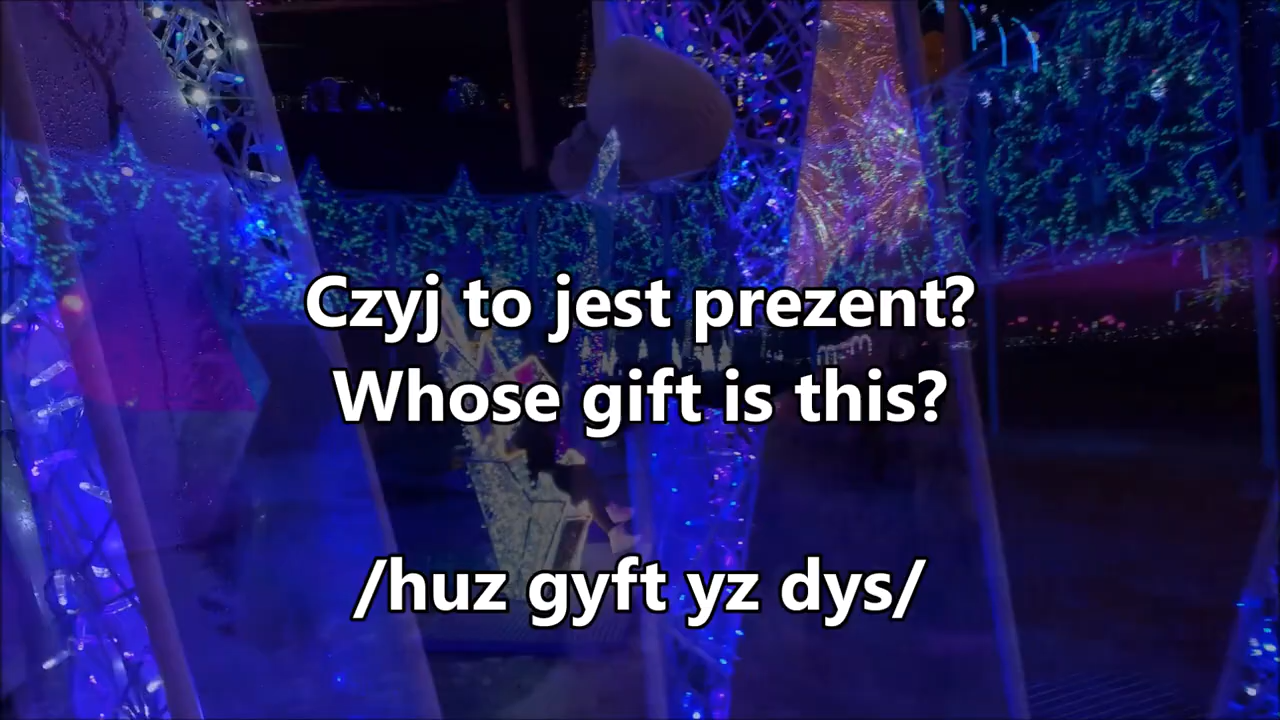 Czyj to jest prezent?
Whose gift is this?
/huz gyft yz dys/